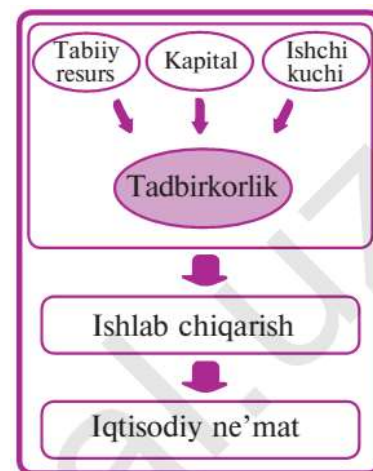 Tabiiy
resurs
Kapital
Ishchi
kuchi
Tadbirkorlik
Ishlab chiqarish
Iqtisodiy ne’mat